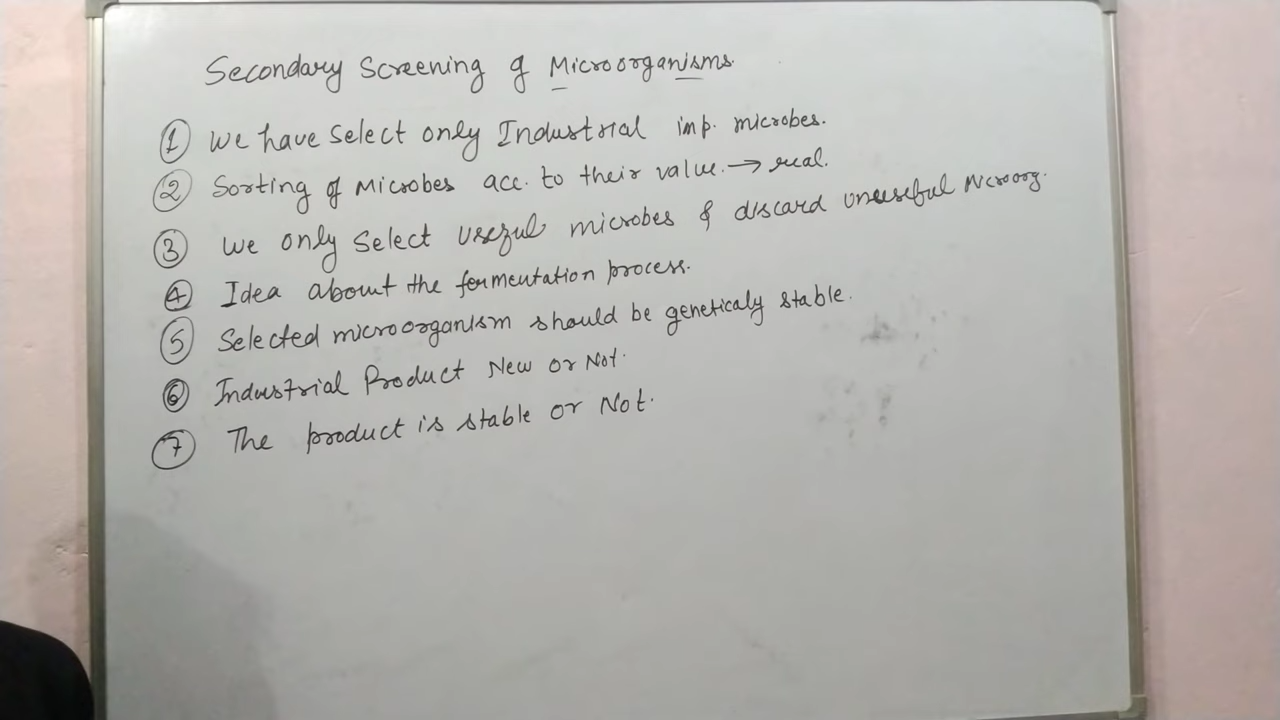 Secondary Screening of Microorganisms.
① We have Select only Industrial imp. microbes.
② Sorting of Microbes acc. to their value. → real.
③ We only Select Useful microbes & discard unuseful Microorg.
④ Idea about the fermentation process.
⑤ Selected microorganism should be geneticaly stable.
⑥ Industrial Product New or Not.
⑦ The product is stable or Not.